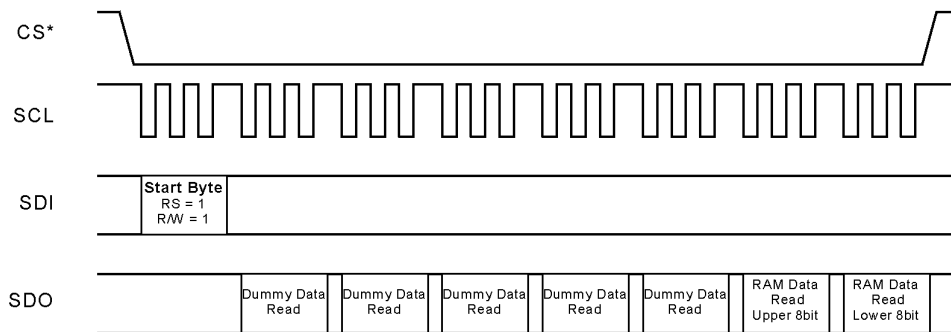 CS*
SCL
SDI
Start Byte
RS = 1
R/W = 1
SDO
Dummy Data
Read
Dummy Data
Read
Dummy Data
Read
Dummy Data
Read
Dummy Data
Read
RAM Data
Read
Upper 8bit
RAM Data
Read
Lower 8bit